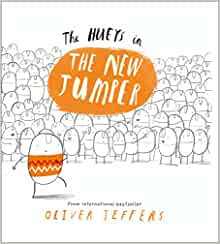 The HUEYS in
THE NEW
JUMPER
From international bestseller
OLIVER JEFFERS